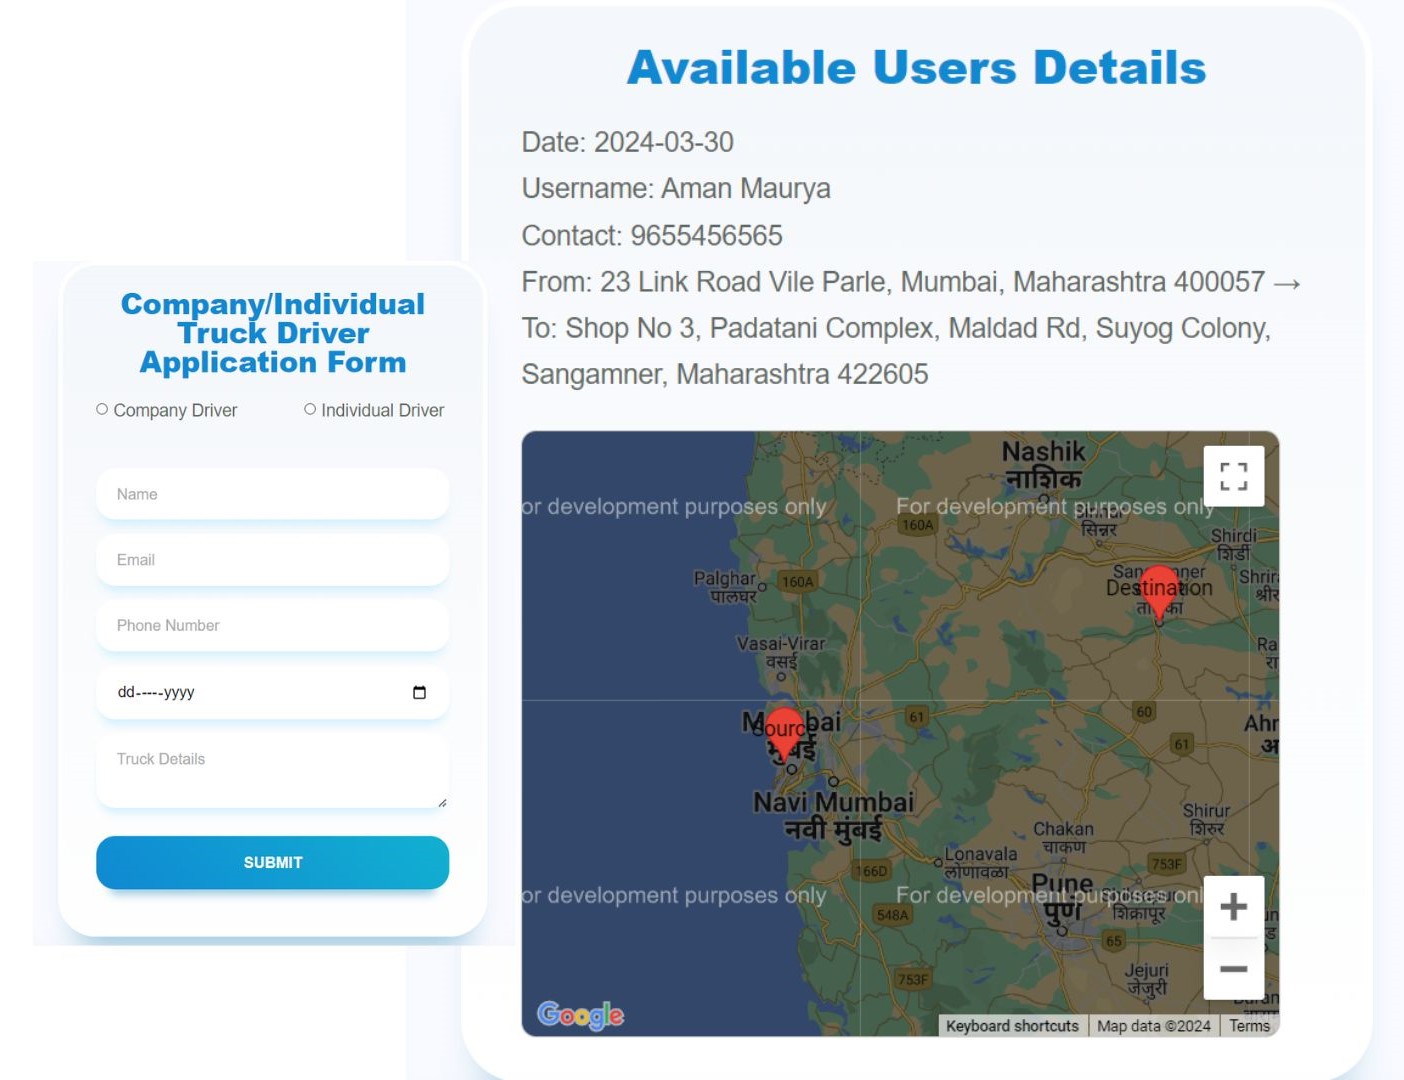 Available Users Details
Date: 2024-03-30
Username: Aman Maurya
Contact: 9655456565
From: 23 Link Road Vile Parle, Mumbai, Maharashtra 400057 →
To: Shop No 3, Padatani Complex, Maldad Rd, Suyog Colony,
Sangamner, Maharashtra 422605
Company/Individual
Truck Driver
Application Form
Company Driver
Individual Driver
Name
Email
Phone Number
dd-----yyyy
Truck Details
SUBMIT
Nashik
नाशिक
or development purposes only
For development purposes only
सिन्नर
160A
Shirdi
शिर्डी
Palghar
पालघर
160A
Destination
Vasai-Virar
वसई
Mumbai
मुंबई
61
60
61
Navi Mumbai
नवी मुंबई
Shirur
शिरुर
Chakan
चाकण
Lonavala
लोणावळा
753F
166D
Pune
पुणे
or development purposes only
For development purposes onl
शिक्रापूर
548A
65
Jejuri
जेजुरी
753F
Google
Keyboard shortcuts
Map data ©2024
Terms